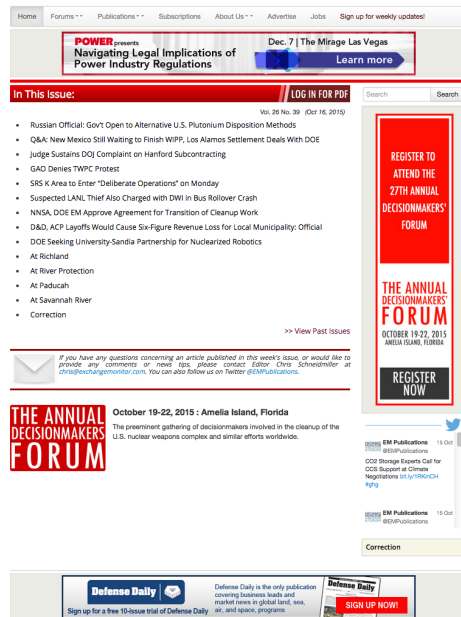 Home Forums Publications Subscriptions About Us Advertise Jobs Sign up for weekly updates!
POWER presents
Navigating Legal Implications of
Power Industry Regulations
Dec. 7 | The Mirage Las Vegas
Learn more
In This Issue:
LOG IN FOR PDF
Search Search
Vol. 26 No. 39 (Oct 16, 2015)
• Russian Official: Gov't Open to Alternative U.S. Plutonium Disposition Methods
• Q&A: New Mexico Still Waiting to Finish WIPP, Los Alamos Settlement Deals With DOE
• Judge Sustains DOJ Complaint on Hanford Subcontracting
• GAO Denies TWPC Protest
• SRS K Area to Enter "Deliberate Operations" on Monday
• Suspected LANL Thief Also Charged with DWI in Bus Rollover Crash
• NNSA, DOE EM Approve Agreement for Transition of Cleanup Work
• D&D, ACP Layoffs Would Cause Six-Figure Revenue Loss for Local Municipality: Official
• DOE Seeking University-Sandia Partnership for Nuclearized Robotics
• At Richland
• At River Protection
• At Paducah
• At Savannah River
• Correction
>> View Past Issues
If you have any questions concerning an article published in this week's issue, or would like to
provide any comments or news tips, please contact Editor Chris Schneidmiller at
chris@exchangemonitor.com. You can also follow us on Twitter @EMPublications.
THE ANNUAL
DECISIONMAKERS
FORUM
October 19-22, 2015 : Amelia Island, Florida
The preeminent gathering of decisionmakers involved in the cleanup of the
U.S. nuclear weapons complex and similar efforts worldwide.
REGISTER TO
ATTEND THE
27TH ANNUAL
DECISIONMAKERS'
FORUM
THE ANNUAL
DECISIONMAKERS'
FORUM
OCTOBER 19-22, 2015
AMELIA ISLAND, FLORIDA
REGISTER
NOW
EM Publications 15 Oct
@EMPublications
CO2 Storage Experts Call for
CCS Support at Climate
Negotiations bit.ly/1RKinCH
#ghg
EM Publications 15 Oct
@EMPublications
Correction
Defense Daily
Sign up for a free 10-issue trial of Defense Daily
Defense Daily is the only publication
covering business leads and
market news in global land, sea,
air, and space, programs
Defense Daily
SIGN UP NOW!